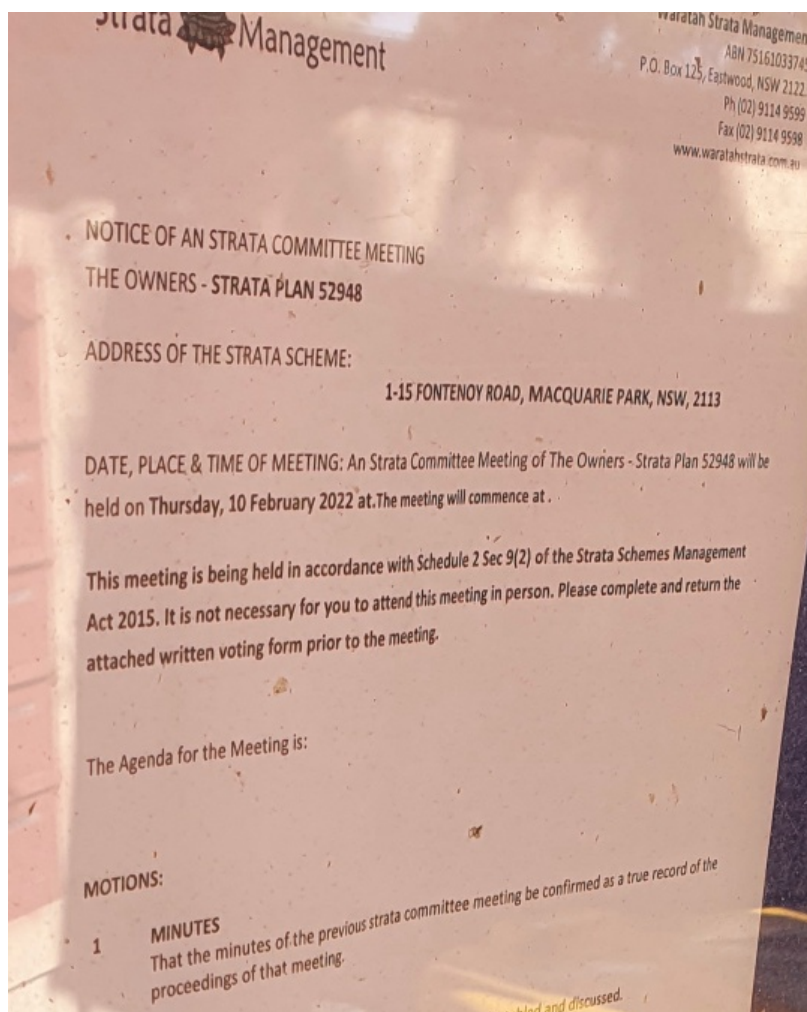 Strata Management
Waratah Strata Management
ABN 75161033745
P.O. Box 125, Eastwood, NSW 2122
Ph (02) 9114 9599
Fax (02) 9114 9598
www.waratahstrata.com.au
NOTICE OF AN STRATA COMMITTEE MEETING
THE OWNERS - STRATA PLAN 52948
ADDRESS OF THE STRATA SCHEME:
1-15 FONTENOY ROAD, MACQUARIE PARK, NSW, 2113
DATE, PLACE & TIME OF MEETING: An Strata Committee Meeting of The Owners - Strata Plan 52948 will be
held on Thursday, 10 February 2022 at.The meeting will commence at .
This meeting is being held in accordance with Schedule 2 Sec 9(2) of the Strata Schemes Management
Act 2015. It is not necessary for you to attend this meeting in person. Please complete and return the
attached written voting form prior to the meeting.
The Agenda for the Meeting is:
MOTIONS:
1 MINUTES
That the minutes of the previous strata committee meeting be confirmed as a true record of the
proceedings of that meeting.
and discussed.